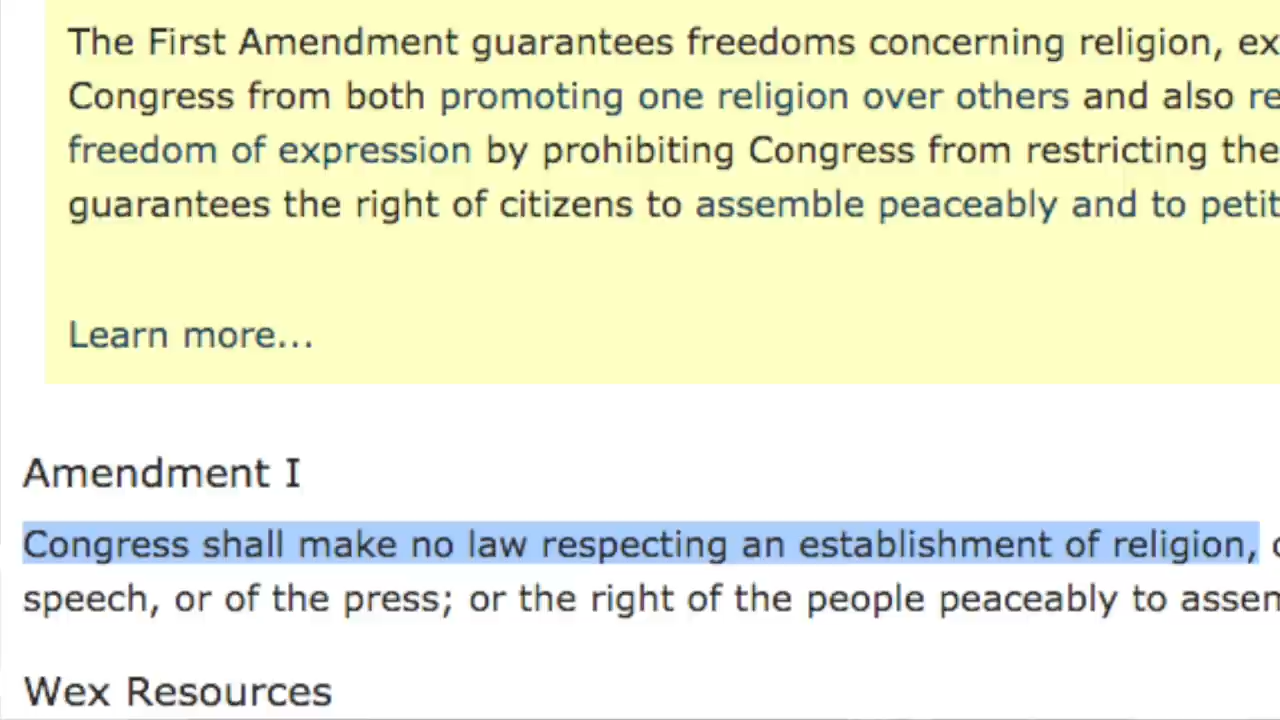 The First Amendment guarantees freedoms concerning religion, ex
Congress from both promoting one religion over others and also re
freedom of expression by prohibiting Congress from restricting the
guarantees the right of citizens to assemble peaceably and to petit
Learn more...
Amendment I
Congress shall make no law respecting an establishment of religion,
speech, or of the press; or the right of the people peaceably to assem
Wex Resources